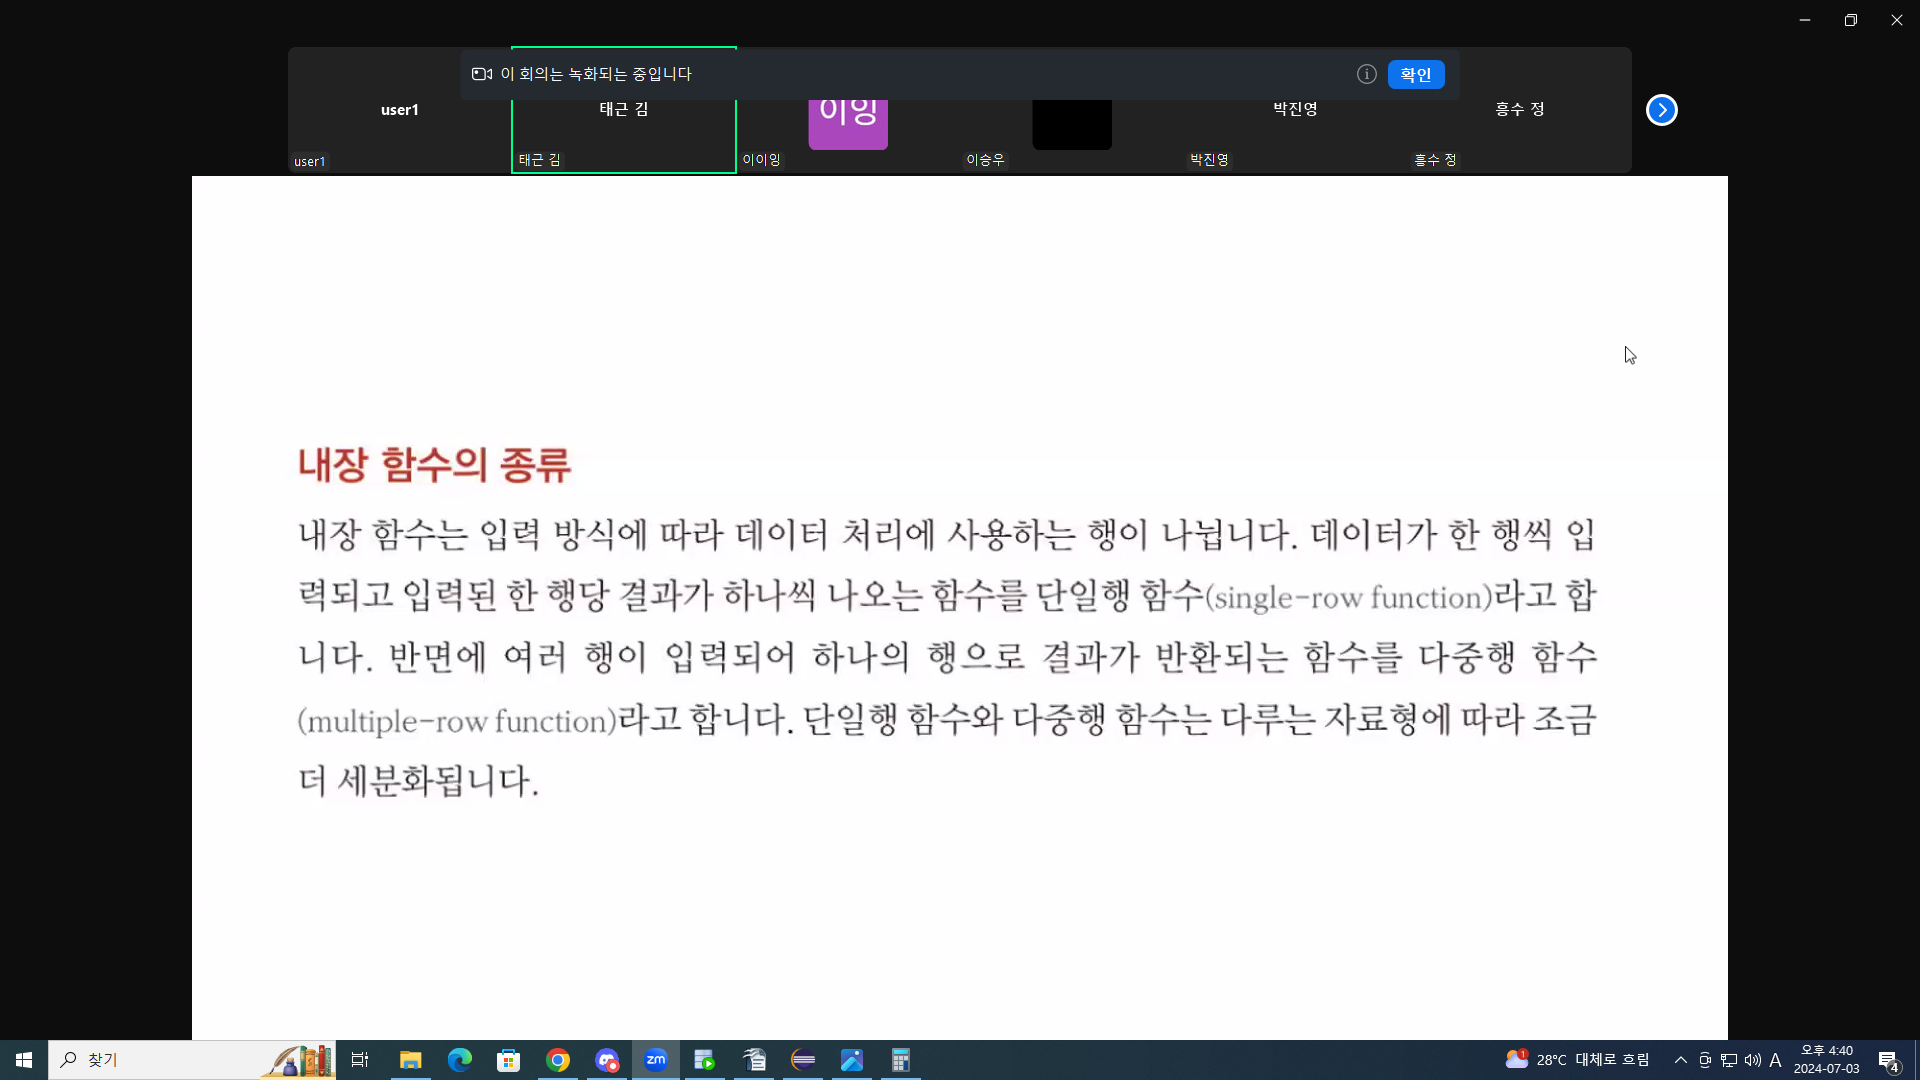 이 회의는 녹화되는 중입니다
확인
user1
태근 김
이잉
박진영
흥수 정
user1
태근 김
이이잉
이승우
박진영
흥수 정
내장 함수의 종류
내장 함수는 입력 방식에 따라 데이터 처리에 사용하는 행이 나뉩니다. 데이터가 한 행씩 입
력되고 입력된 한 행당 결과가 하나씩 나오는 함수를 단일행 함수(single-row function)라고 합
니다. 반면에 여러 행이 입력되어 하나의 행으로 결과가 반환되는 함수를 다중행 함수
(multiple-row function)라고 합니다. 단일행 함수와 다중행 함수는 다루는 자료형에 따라 조금
더 세분화됩니다.
찾기
zm
1
28°C 대체로 흐림
A
오후 4:40
2024-07-03
4